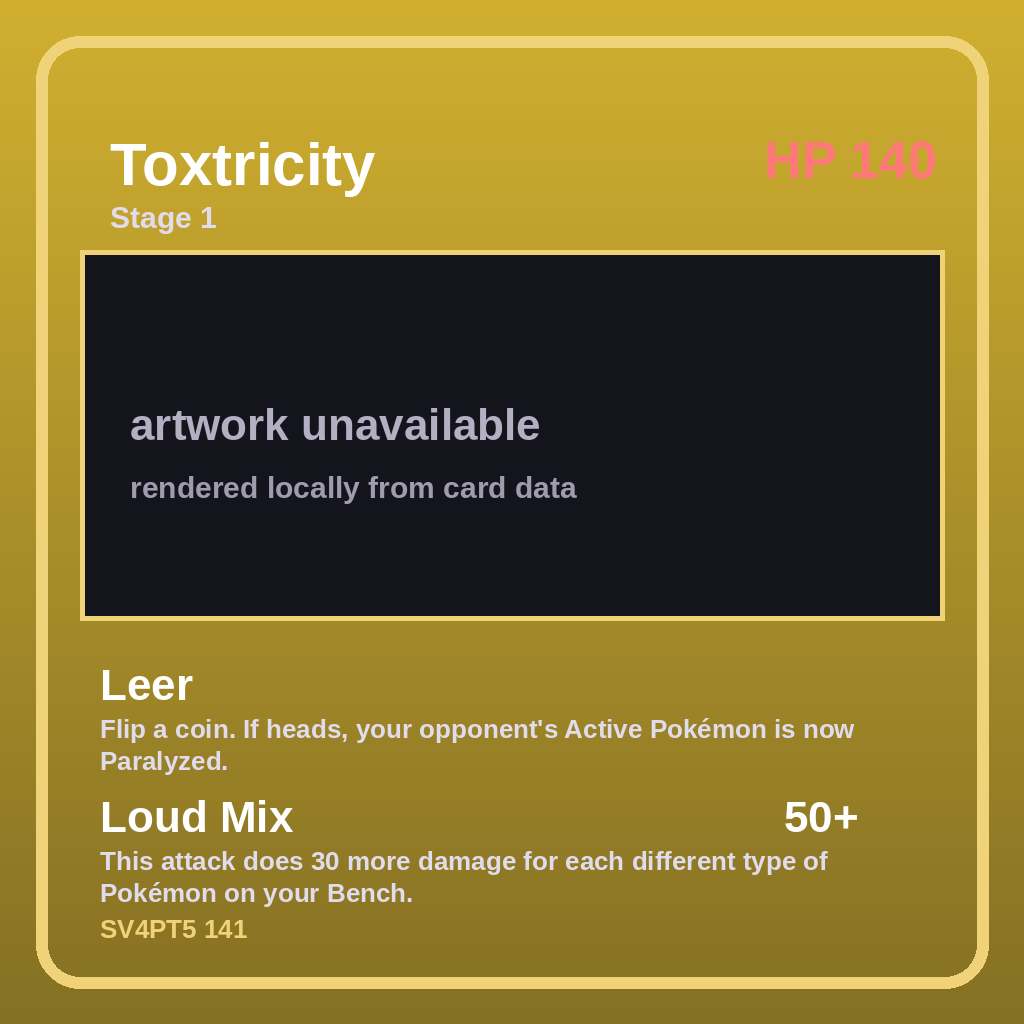 Toxtricity
HP 140
Stage 1
artwork unavailable
rendered locally from card data
Leer
Flip a coin. If heads, your opponent's Active Pokémon is now
Paralyzed.
Loud Mix
50+
This attack does 30 more damage for each different type of
Pokémon on your Bench.
SV4PT5 141